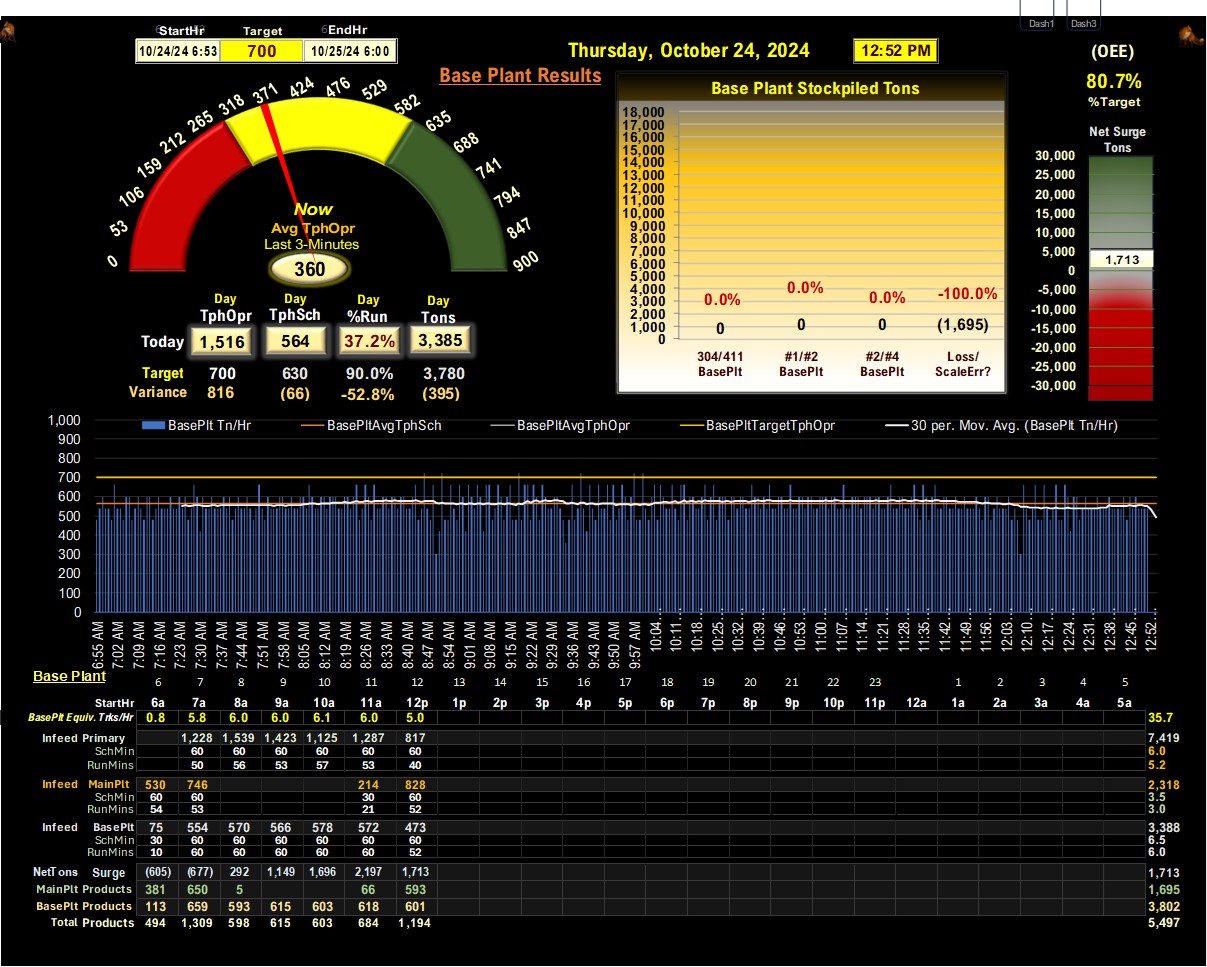 Dash1 Dash3
StartHr Target EndHr
10/24/24 6:53 700 10/25/24 6:00
Thursday, October 24, 2024 12:52 PM
(OEE)
80.7%
%Target
Base Plant Results
0 53 106 159 212 265 318 371 424 476 529 582 635 688 741 794 847 900
Now
Avg TphOpr
Last 3-Minutes
360
Day Day Day Day
TphOpr TphSch %Run Tons
Today 1,516 564 37.2% 3,385
Target 700 630 90.0% 3,780
Variance 816 (66) -52.8% (395)
Base Plant Stockpiled Tons
18,000
17,000
16,000
15,000
14,000
13,000
12,000
11,000
10,000
9,000
8,000
7,000
6,000
5,000
4,000
3,000
2,000
1,000
0
0.0% 0.0% 0.0% -100.0%
0 0 0 (1,695)
304/411 #1/#2 #2/#4 Loss/
BasePlt BasePlt BasePlt ScaleErr?
Net Surge
Tons
30,000
25,000
20,000
15,000
10,000
5,000
0
-5,000
-10,000
-15,000
-20,000
-25,000
-30,000
1,713
BasePlt Tn/Hr BasePltAvgTphSch BasePltAvgTphOpr BasePltTargetTphOpr 30 per. Mov. Avg. (BasePlt Tn/Hr)
1,000
900
800
700
600
500
400
300
200
100
0
6:55 AM 7:02 AM 7:09 AM 7:16 AM 7:23 AM 7:30 AM 7:37 AM 7:44 AM 7:51 AM 7:58 AM 8:05 AM 8:12 AM 8:19 AM 8:26 AM 8:33 AM 8:40 AM 8:47 AM 8:54 AM 9:01 AM 9:08 AM 9:15 AM 9:22 AM 9:29 AM 9:36 AM 9:43 AM 9:50 AM 9:57 AM 10:04... 10:11... 10:18... 10:25... 10:32... 10:39... 10:46... 10:53... 11:00... 11:07... 11:14... 11:21... 11:28... 11:35... 11:42... 11:49... 11:56... 12:03... 12:10... 12:17... 12:24... 12:31... 12:38... 12:45... 12:52...
Base Plant
6 7 8 9 10 11 12 13 14 15 16 17 18 19 20 21 22 23 1 2 3 4 5
StartHr 6a 7a 8a 9a 10a 11a 12p 1p 2p 3p 4p 5p 6p 7p 8p 9p 10p 11p 12a 1a 2a 3a 4a 5a
BasePlt Equiv. Trks/Hr 0.8 5.8 6.0 6.0 6.1 6.0 5.0 35.7
Infeed Primary 1,228 1,539 1,423 1,125 1,287 817 7,419
SchMin 60 60 60 60 60 60 6.0
RunMins 50 56 53 57 53 40 5.2
Infeed MainPlt 530 746 214 828 2,318
SchMin 60 60 30 60 3.5
RunMins 54 53 21 52 3.0
Infeed BasePlt 75 554 570 566 578 572 473 3,388
SchMin 30 60 60 60 60 60 60 6.5
RunMins 10 60 60 60 60 60 52 6.0
NetTons Surge (605) (677) 292 1,149 1,696 2,197 1,713 1,713
MainPlt Products 381 650 5 66 593 1,695
BasePlt Products 113 659 593 615 603 618 601 3,802
Total Products 494 1,309 598 615 603 684 1,194 5,497